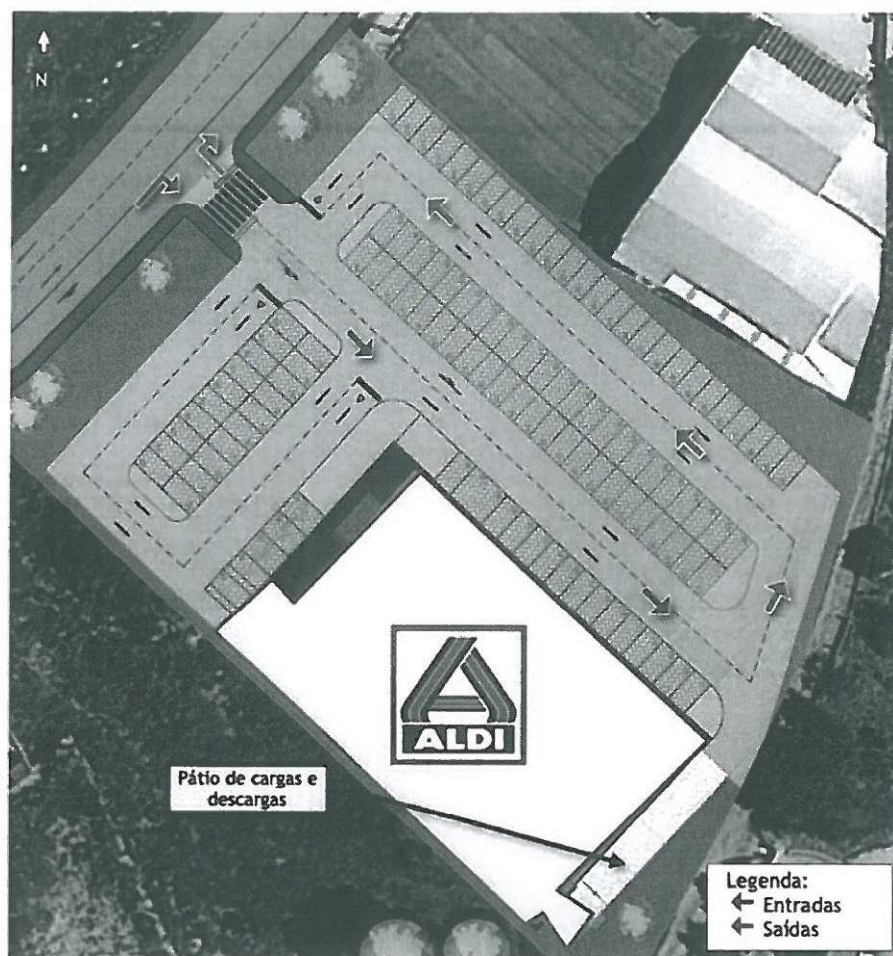 N
ALDI
Pátio de cargas e
descargas
Legenda:
Entradas
Saídas